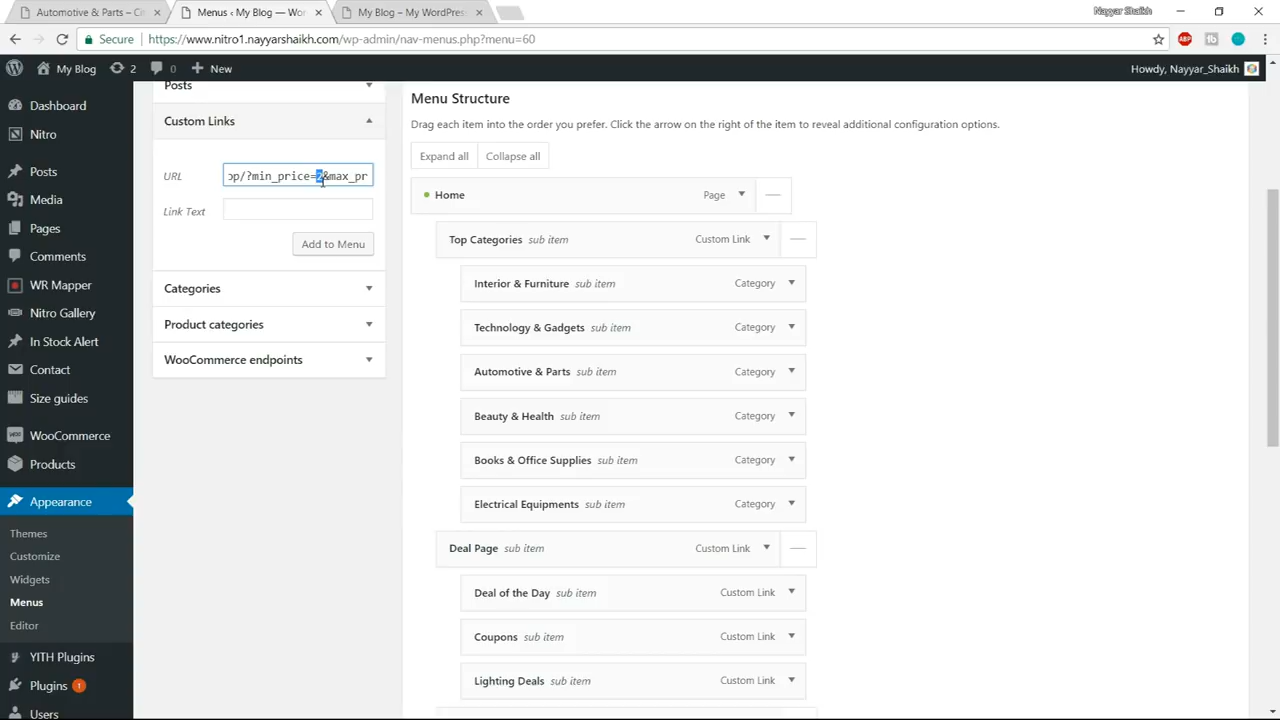 Automotive & Parts – Ci
Menus ‹ My Blog — Wor
My Blog – My WordPress
Nayyar Shaikh
Secure
https://www.nitro1.nayyarshaikh.com/wp-admin/nav-menus.php?menu=60
ABP
My Blog
2
0
New
Howdy, Nayyar_Shaikh
Dashboard
Nitro
Posts
Media
Pages
Comments
WR Mapper
Nitro Gallery
In Stock Alert
Contact
Size guides
WooCommerce
Products
Appearance
Themes
Customize
Widgets
Menus
Editor
YITH Plugins
Plugins 1
Users
Posts
Custom Links
URL
op/?min_price=2&max_pr
Link Text
Add to Menu
Categories
Product categories
WooCommerce endpoints
Menu Structure
Drag each item into the order you prefer. Click the arrow on the right of the item to reveal additional configuration options.
Expand all
Collapse all
Home Page
Top Categories sub item Custom Link
Interior & Furniture sub item Category
Technology & Gadgets sub item Category
Automotive & Parts sub item Category
Beauty & Health sub item Category
Books & Office Supplies sub item Category
Electrical Equipments sub item Category
Deal Page sub item Custom Link
Deal of the Day sub item Custom Link
Coupons sub item Custom Link
Lighting Deals sub item Custom Link